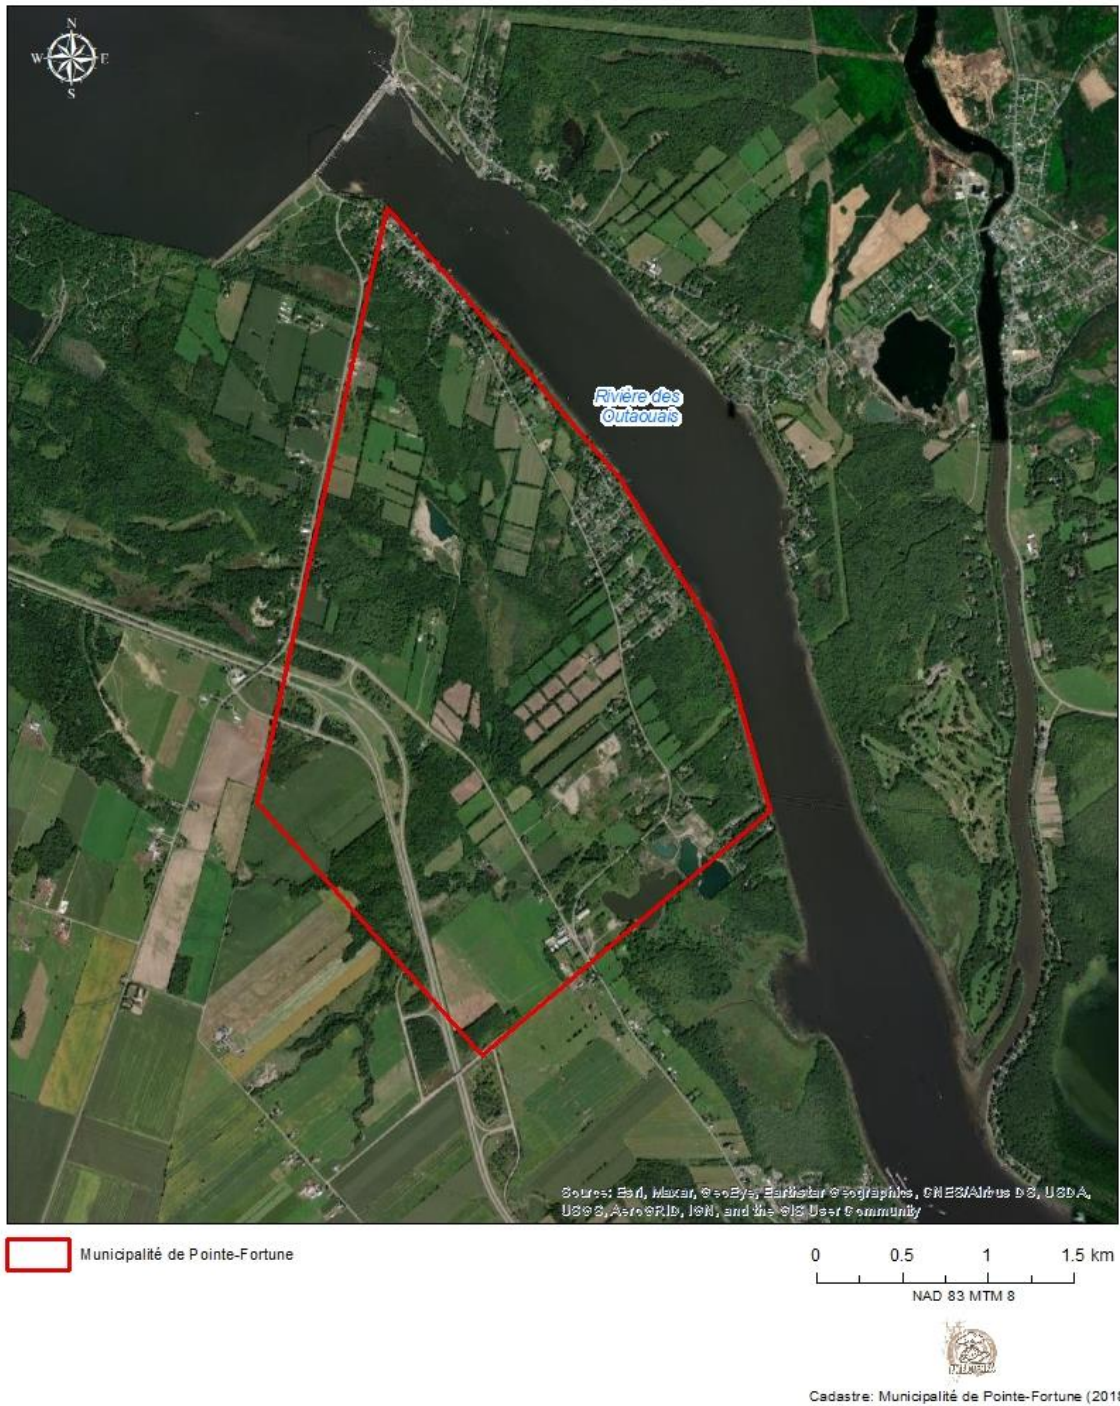 N
W E
S
Rivière des
Outaouais
Source: Esri, Maxar, GeoEye, Earthstar Geographics, CNES/Airbus DS, USDA,
USGS, AeroGRID, IGN, and the GIS User Community
Municipalité de Pointe-Fortune
0 0.5 1 1.5 km
NAD 83 MTM 8
Cadastre: Municipalité de Pointe-Fortune (2018